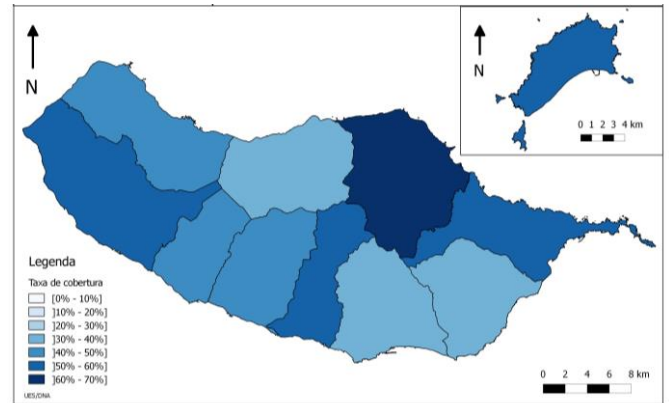 N
N
0 1 2 3 4 km
Legenda
Taxa de cobertura
[0% - 10%]
]10% - 20%]
]20% - 30%]
]30% - 40%]
]40% - 50%]
]50% - 60%]
]60% - 70%]
UES/DNA
0 2 4 6 8 km